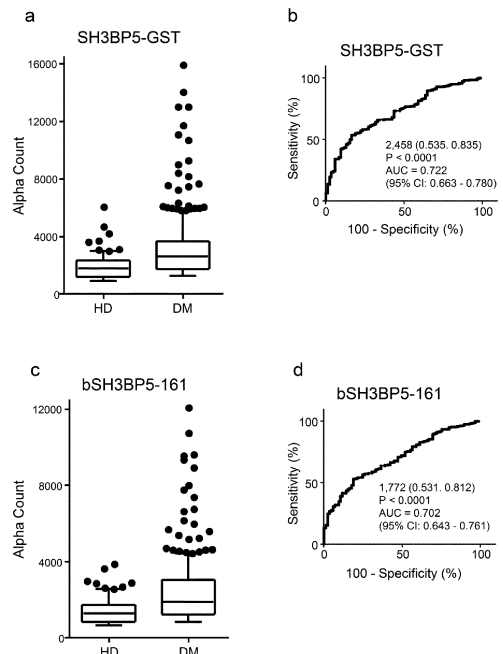 a
SH3BP5-GST
Alpha Count
16000
12000
8000
4000
0
HD
DM
b
SH3BP5-GST
Sensitivity (%)
100
50
0
2,458 (0.535. 0.835)
P < 0.0001
AUC = 0.722
(95% CI: 0.663 - 0.780)
0
50
100
100 - Specificity (%)
c
bSH3BP5-161
Alpha Count
12000
8000
4000
0
HD
DM
d
bSH3BP5-161
Sensitivity (%)
100
50
0
1,772 (0.531. 0.812)
P < 0.0001
AUC = 0.702
(95% CI: 0.643 - 0.761)
0
50
100
100 - Specificity (%)